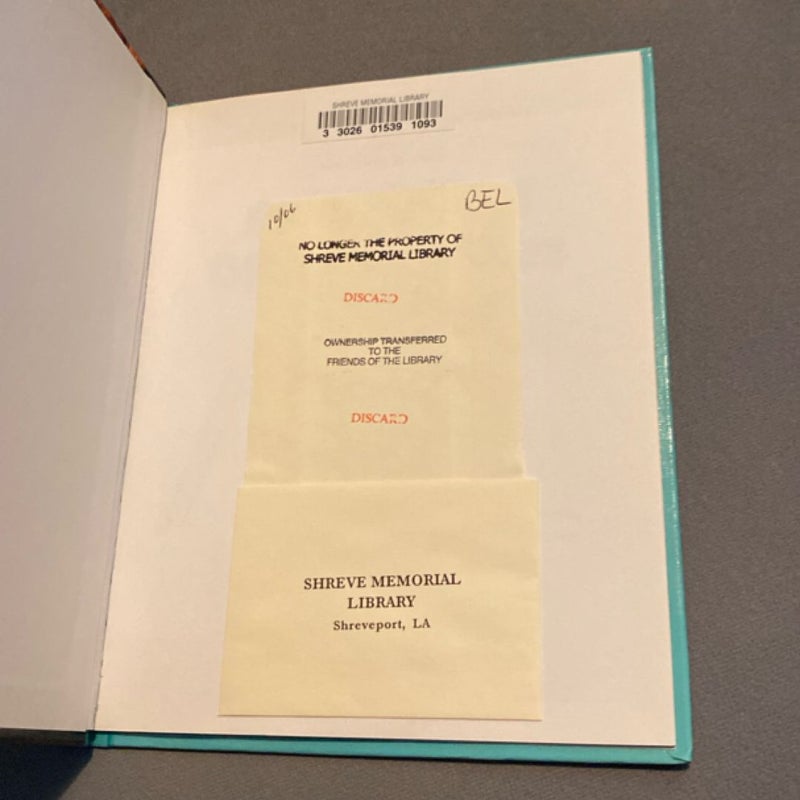 SHREVE MEMORIAL LIBRARY
3 3026 01539 1093
10/06
BEL
NO LONGER THE PROPERTY OF
SHREVE MEMORIAL LIBRARY
DISCARD
OWNERSHIP TRANSFERRED
TO THE
FRIENDS OF THE LIBRARY
DISCARD
SHREVE MEMORIAL
LIBRARY
Shreveport, LA